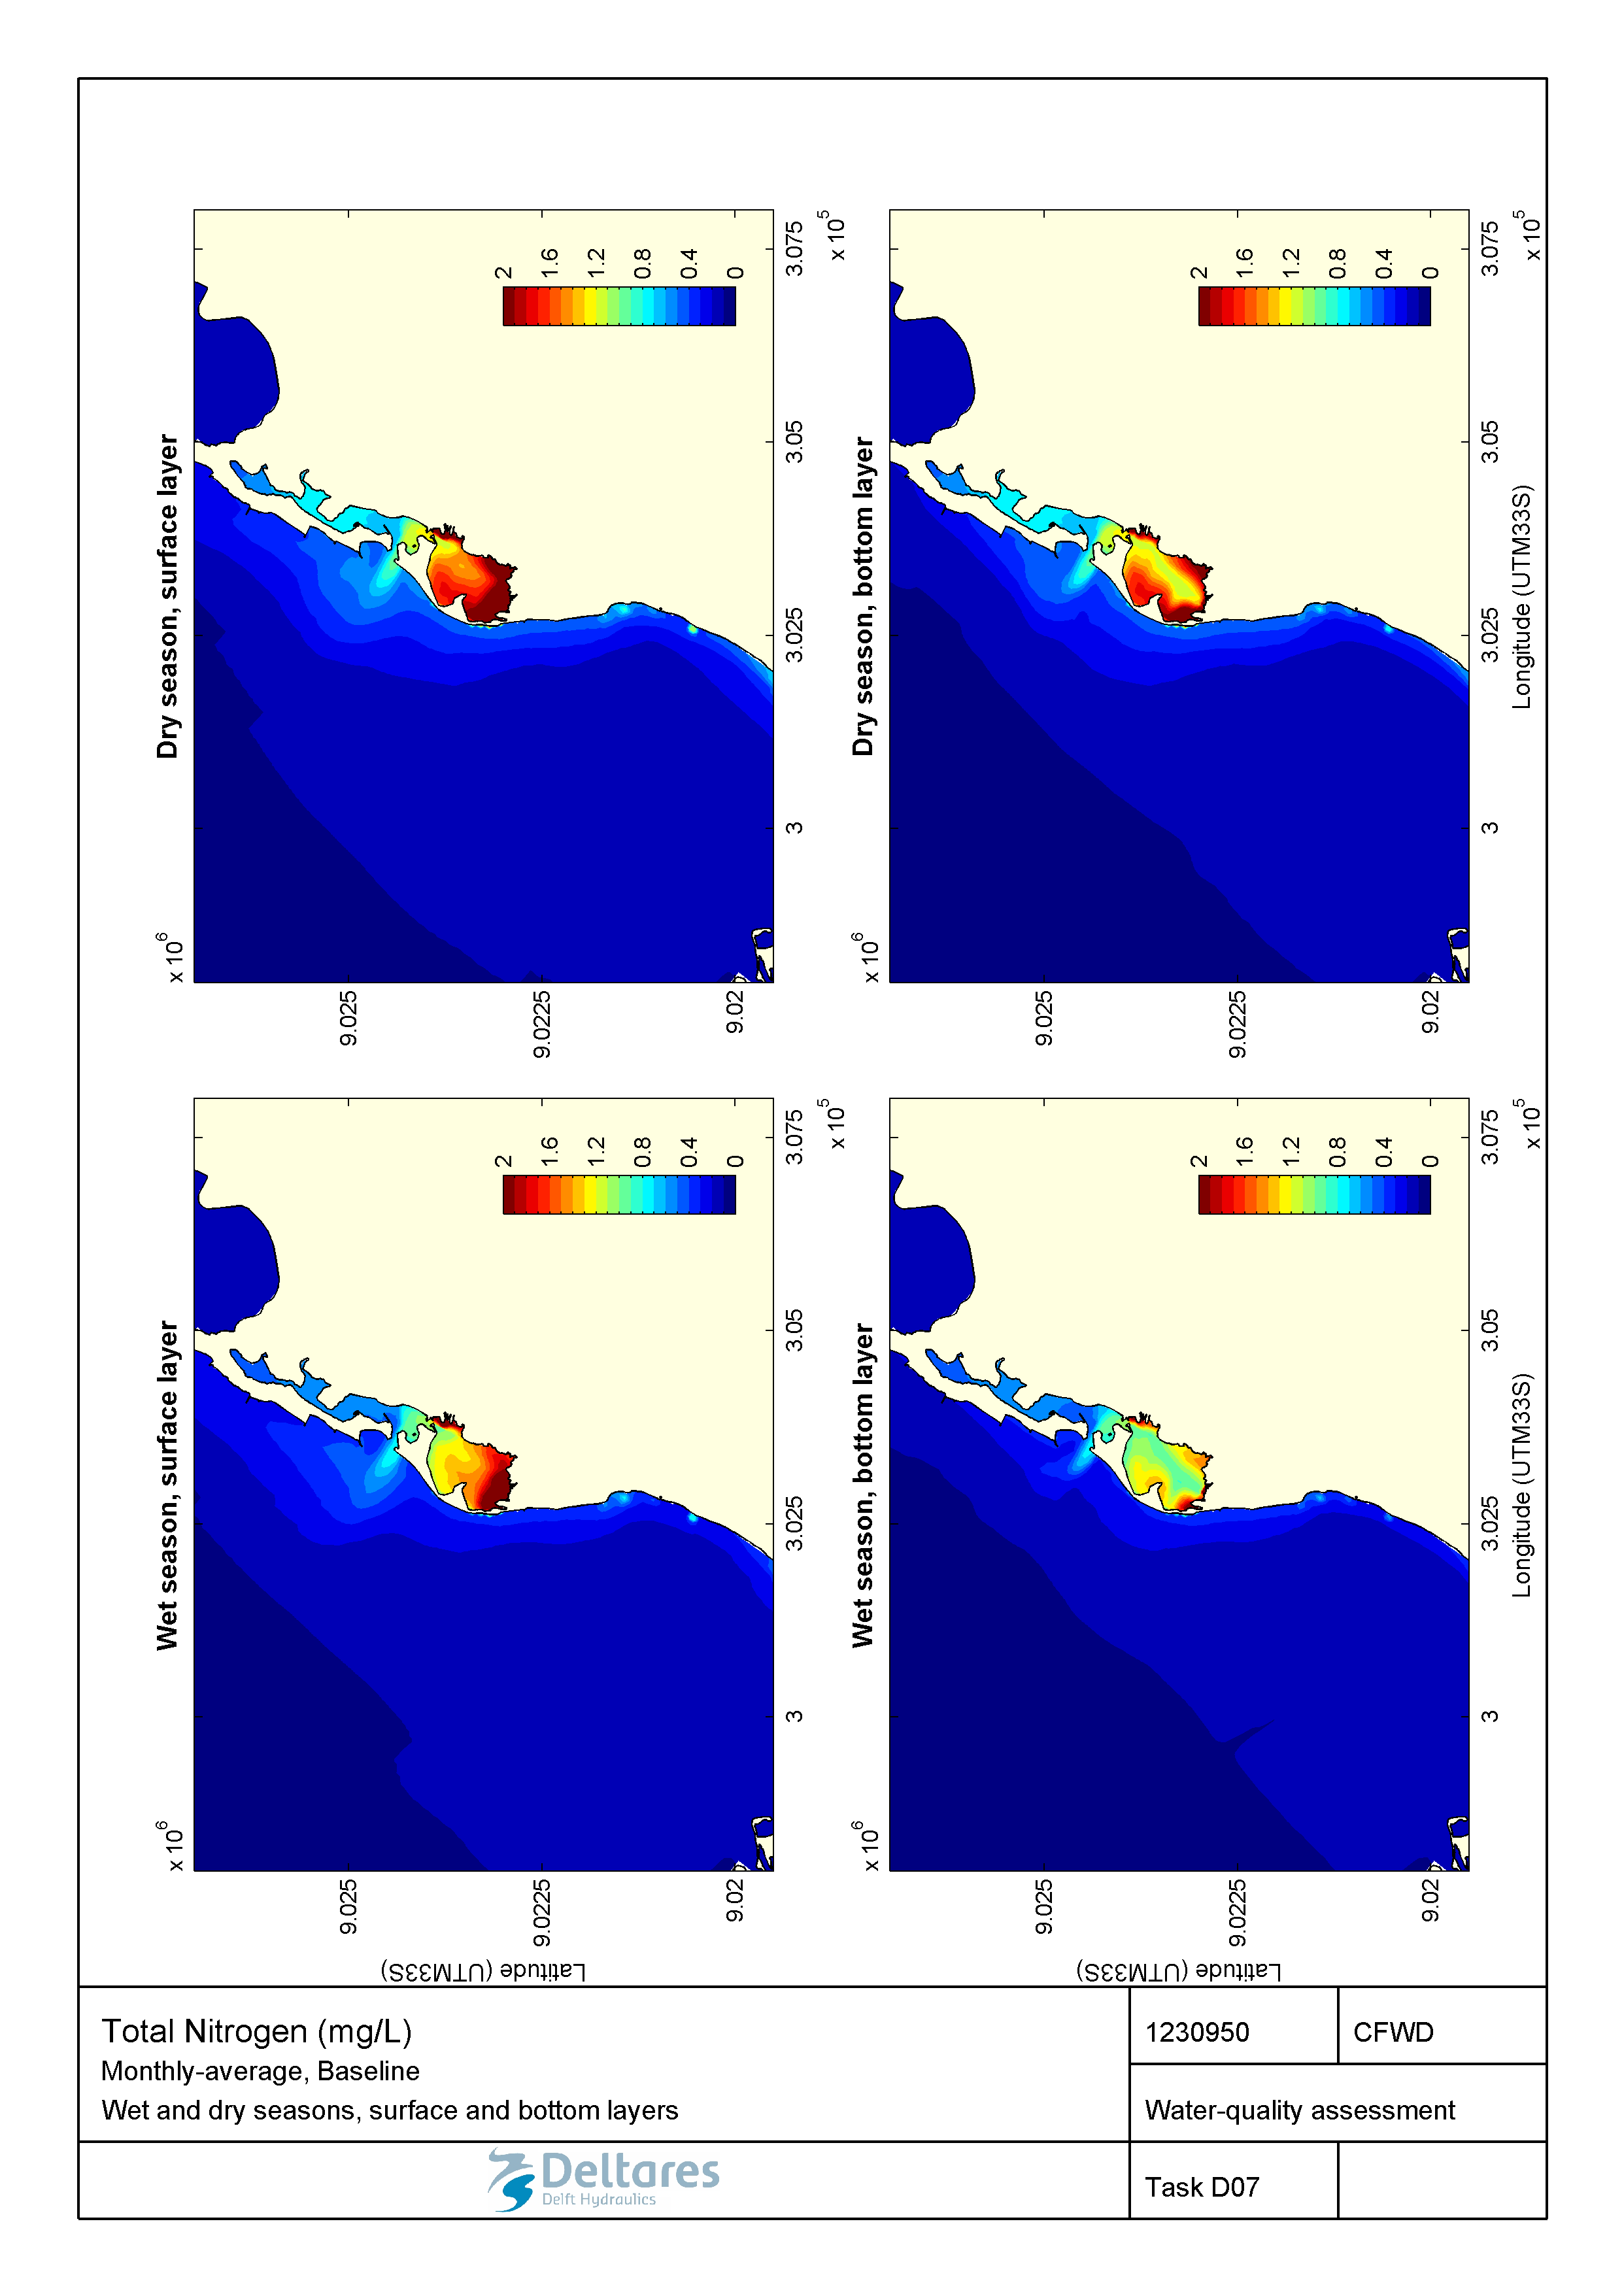 Wet season, surface layer
x 10^6
9.025
9.0225
9.02
Latitude (UTM33S)
3
3.025
3.05
3.075
x 10^5
2
1.6
1.2
0.8
0.4
0
Dry season, surface layer
x 10^6
9.025
9.0225
9.02
3
3.025
3.05
3.075
x 10^5
2
1.6
1.2
0.8
0.4
0
Wet season, bottom layer
x 10^6
9.025
9.0225
9.02
Latitude (UTM33S)
3
3.025
3.05
3.075
x 10^5
Longitude (UTM33S)
2
1.6
1.2
0.8
0.4
0
Dry season, bottom layer
x 10^6
9.025
9.0225
9.02
3
3.025
3.05
3.075
x 10^5
Longitude (UTM33S)
2
1.6
1.2
0.8
0.4
0
Total Nitrogen (mg/L)
Monthly-average, Baseline
Wet and dry seasons, surface and bottom layers
1230950
CFWD
Water-quality assessment
Deltares
Delft Hydraulics
Task D07